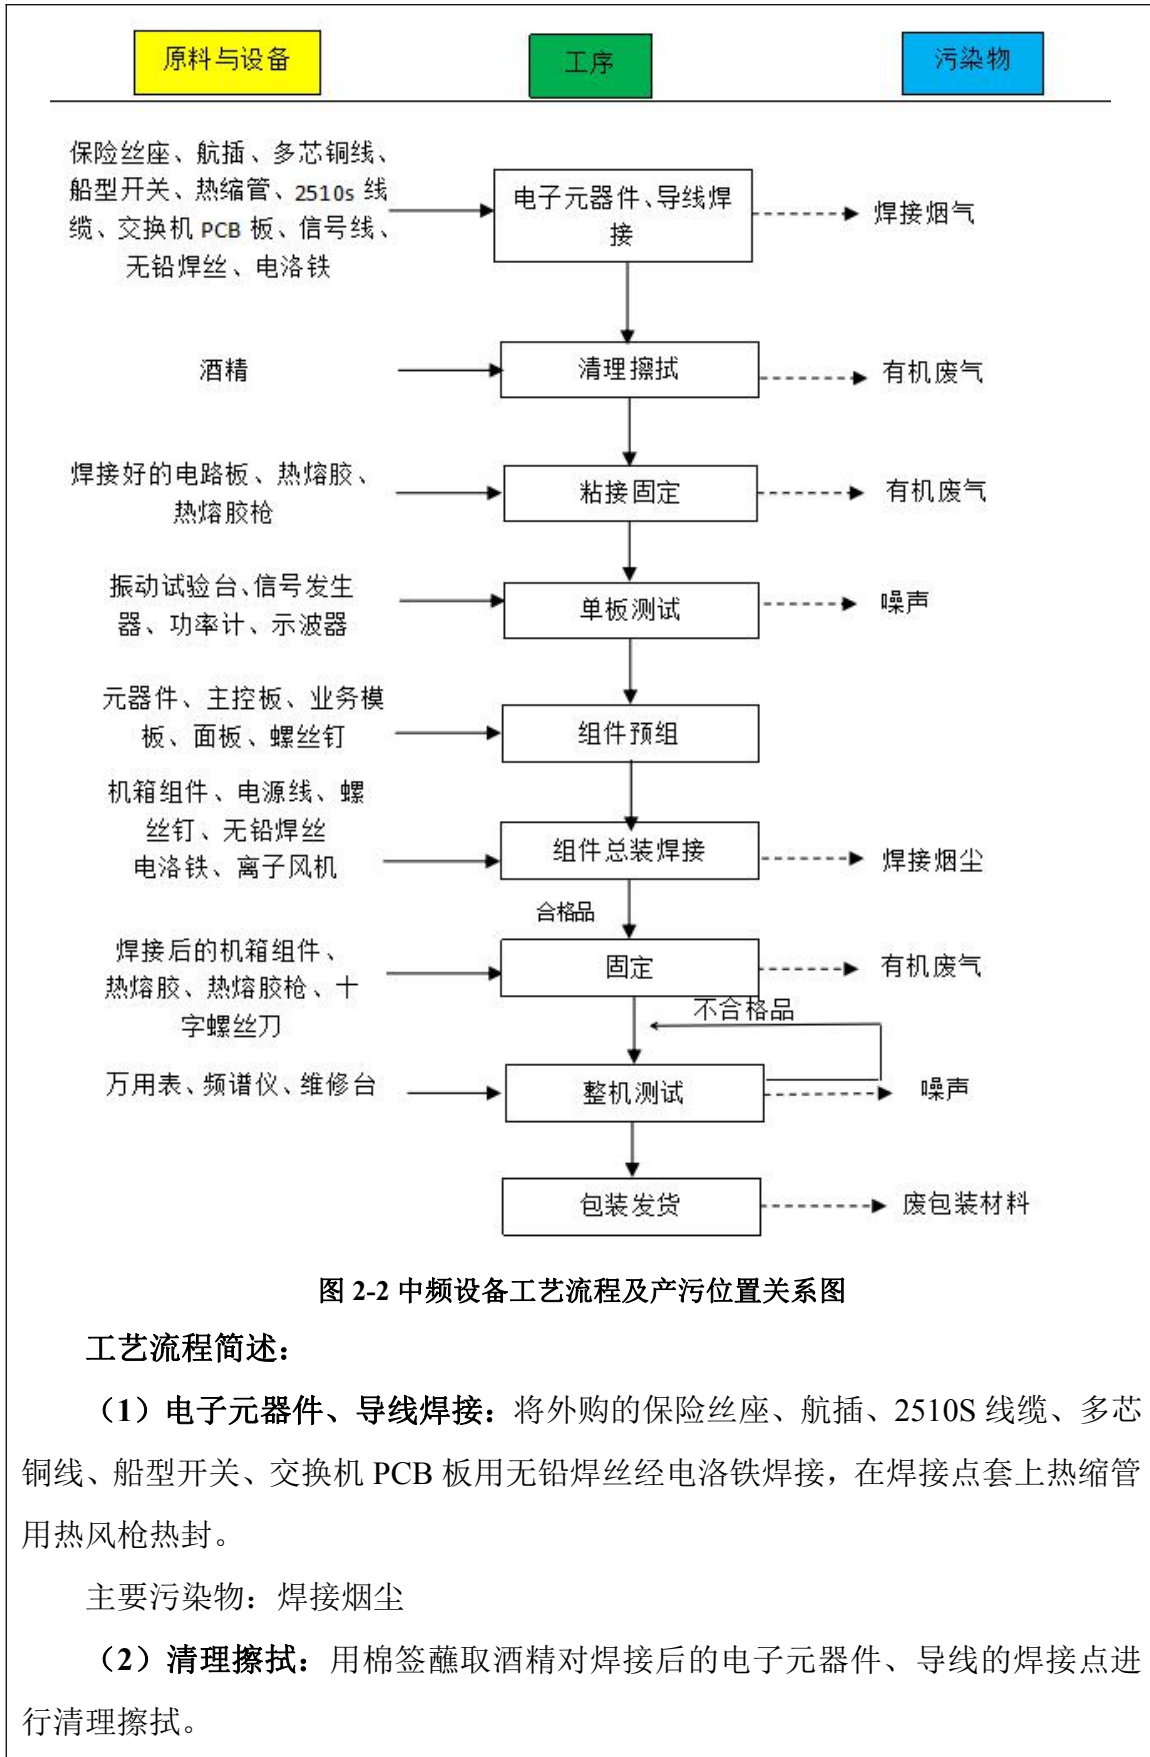 原料与设备
工序
污染物
保险丝座、航插、多芯铜线、
船型开关、热缩管、2510s 线
缆、交换机 PCB 板、信号线、
无铅焊丝、电洛铁
电子元器件、导线焊
接
焊接烟气
酒精
清理擦拭
有机废气
焊接好的电路板、热熔胶、
热熔胶枪
粘接固定
有机废气
振动试验台、信号发生
器、功率计、示波器
单板测试
噪声
元器件、主控板、业务模
板、面板、螺丝钉
组件预组
机箱组件、电源线、螺
丝钉、无铅焊丝
电洛铁、离子风机
组件总装焊接
焊接烟尘
合格品
焊接后的机箱组件、
热熔胶、热熔胶枪、十
字螺丝刀
固定
有机废气
不合格品
万用表、频谱仪、维修台
整机测试
噪声
包装发货
废包装材料
图 2-2 中频设备工艺流程及产污位置关系图
工艺流程简述：
（1）电子元器件、导线焊接：将外购的保险丝座、航插、2510S 线缆、多芯
铜线、船型开关、交换机 PCB 板用无铅焊丝经电洛铁焊接，在焊接点套上热缩管
用热风枪热封。
主要污染物：焊接烟尘
（2）清理擦拭：用棉签蘸取酒精对焊接后的电子元器件、导线的焊接点进
行清理擦拭。